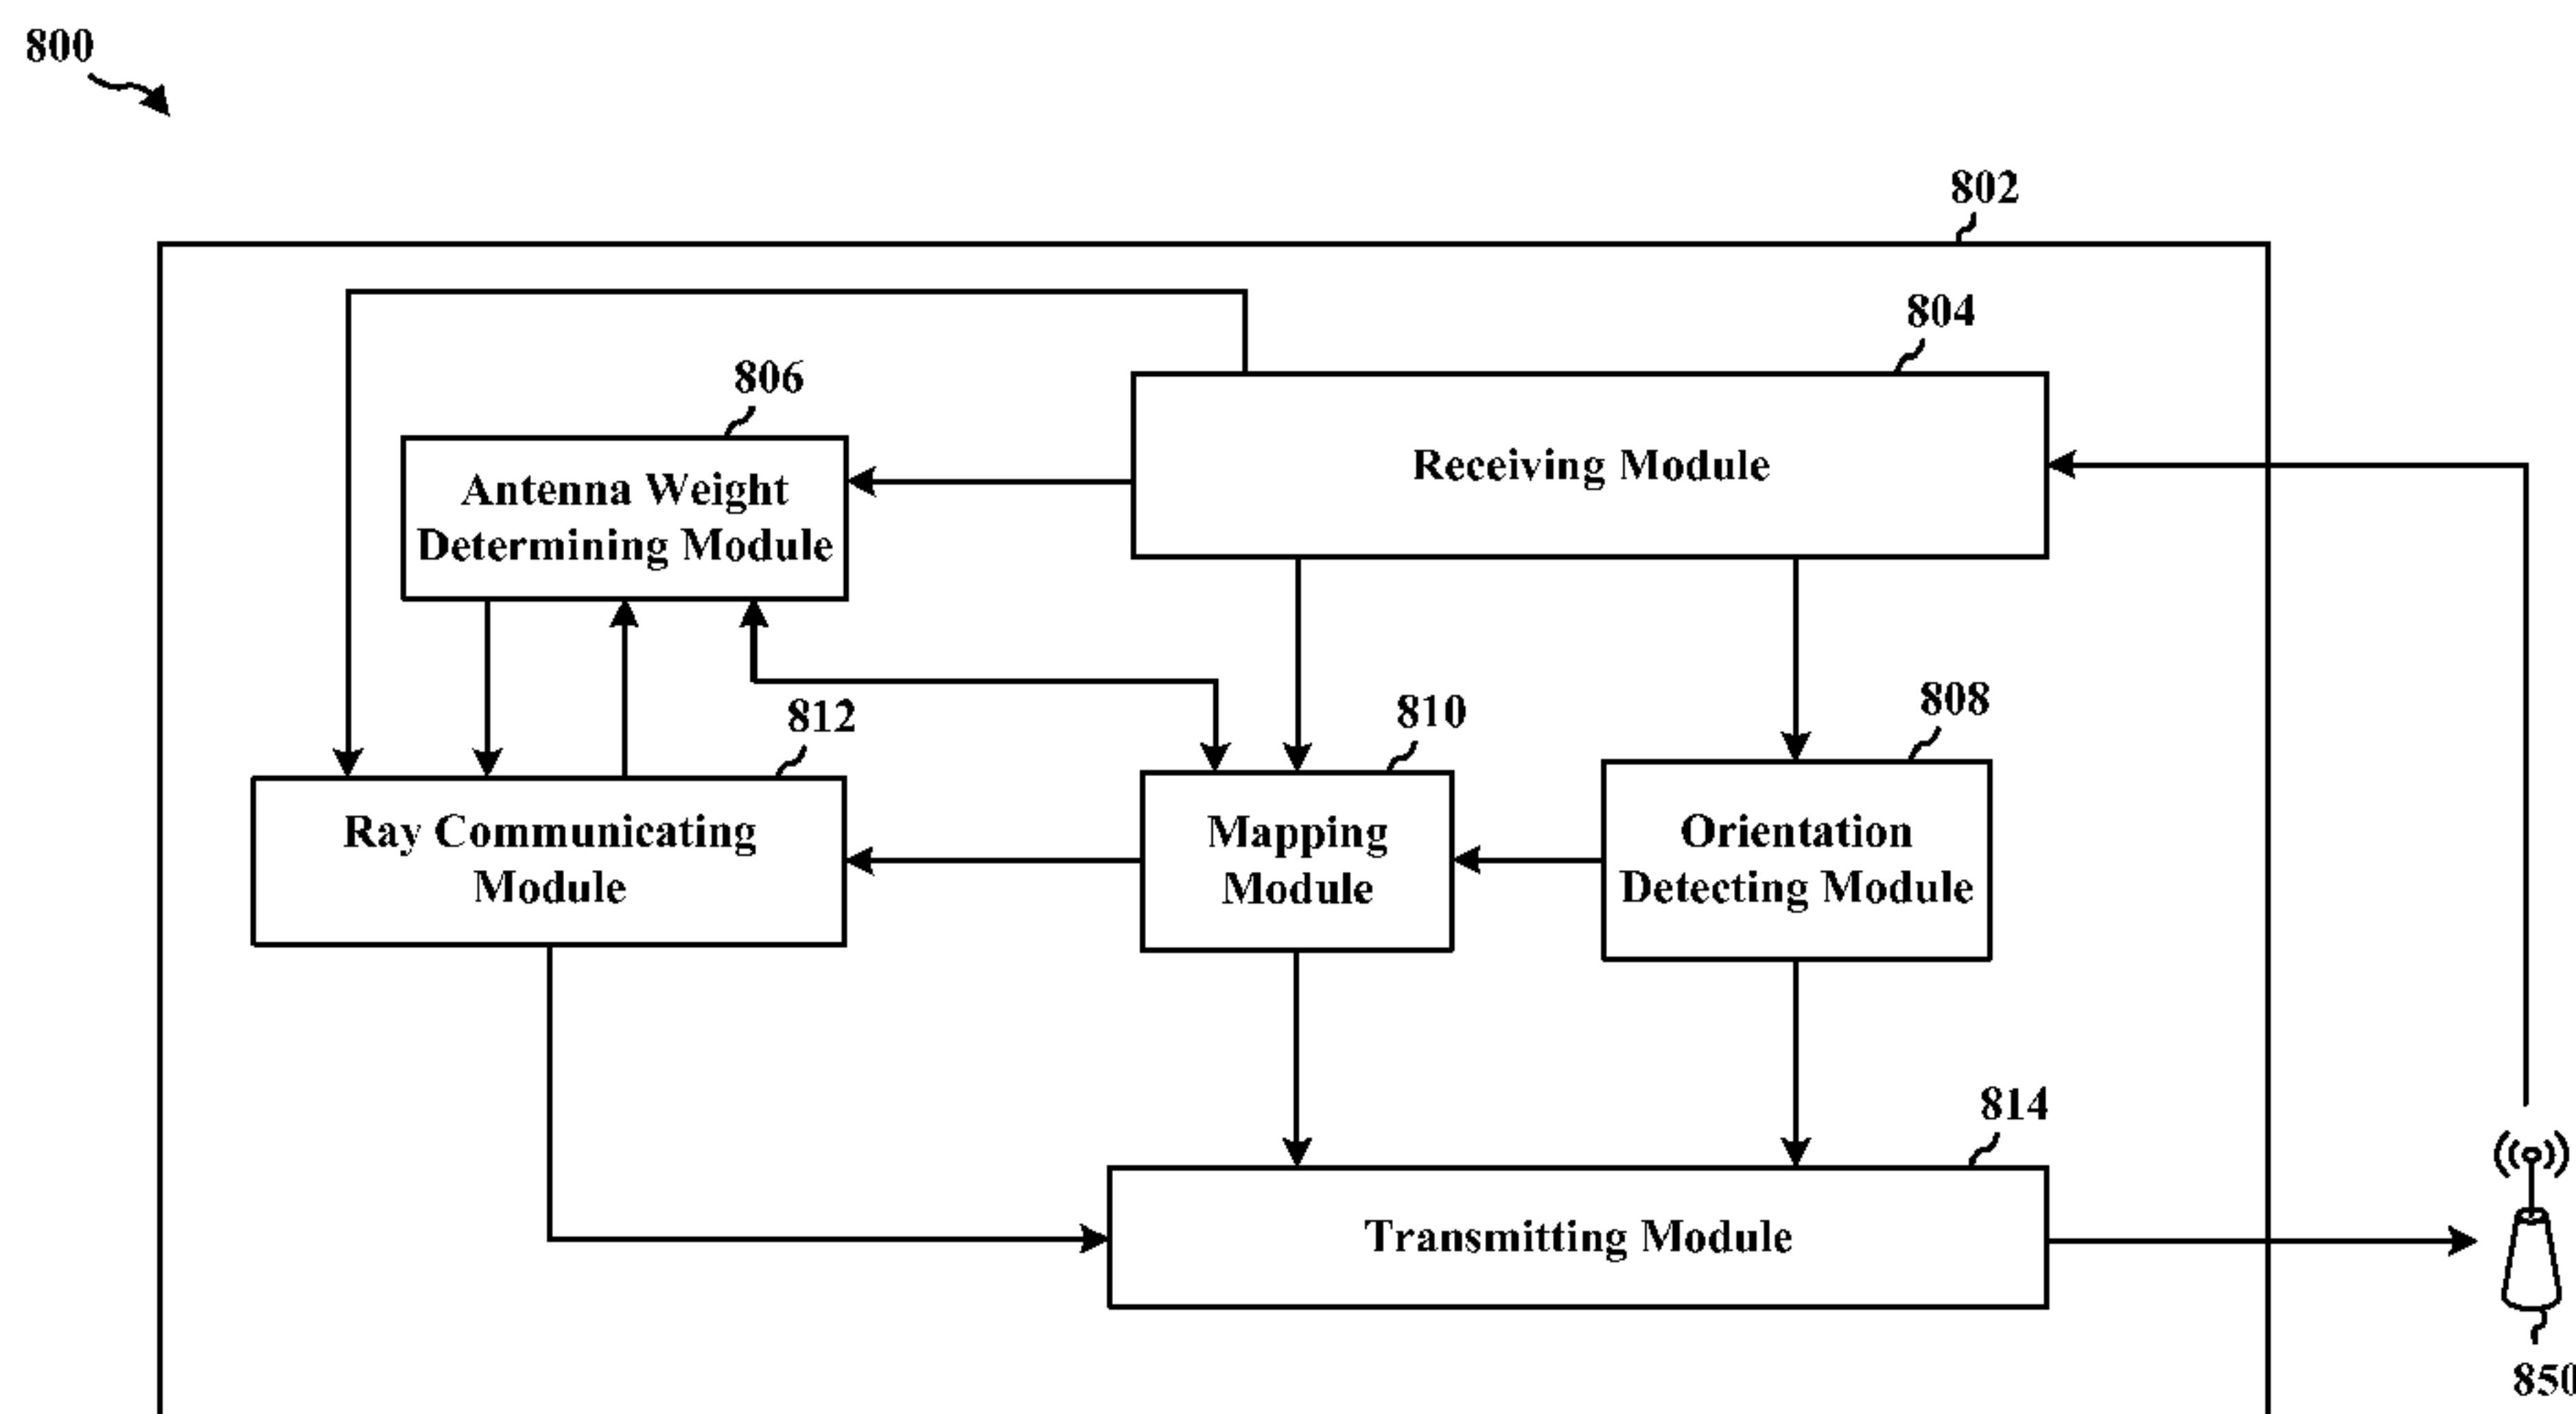 800
802
804
806
Receiving Module
Antenna Weight
Determining Module
808
810
812
Ray Communicating
Module
Mapping
Module
Orientation
Detecting Module
814
Transmitting Module
850